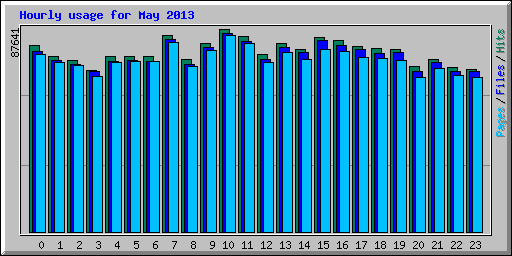 Hourly usage for May 2013
87641
Pages / Files / Hits
0 1 2 3 4 5 6 7 8 9 10 11 12 13 14 15 16 17 18 19 20 21 22 23